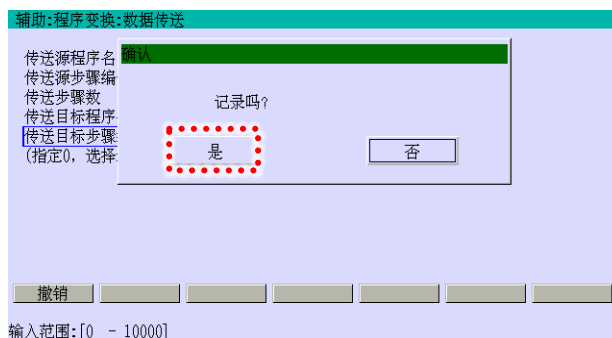 辅助:程序变换:数据传送
确认
传送源程序名
传送源步骤编
传送步骤数
记录吗?
传送目标程序
传送目标步骤
(指定0, 选择
是
否
撤销
输入范围:[0 - 10000]